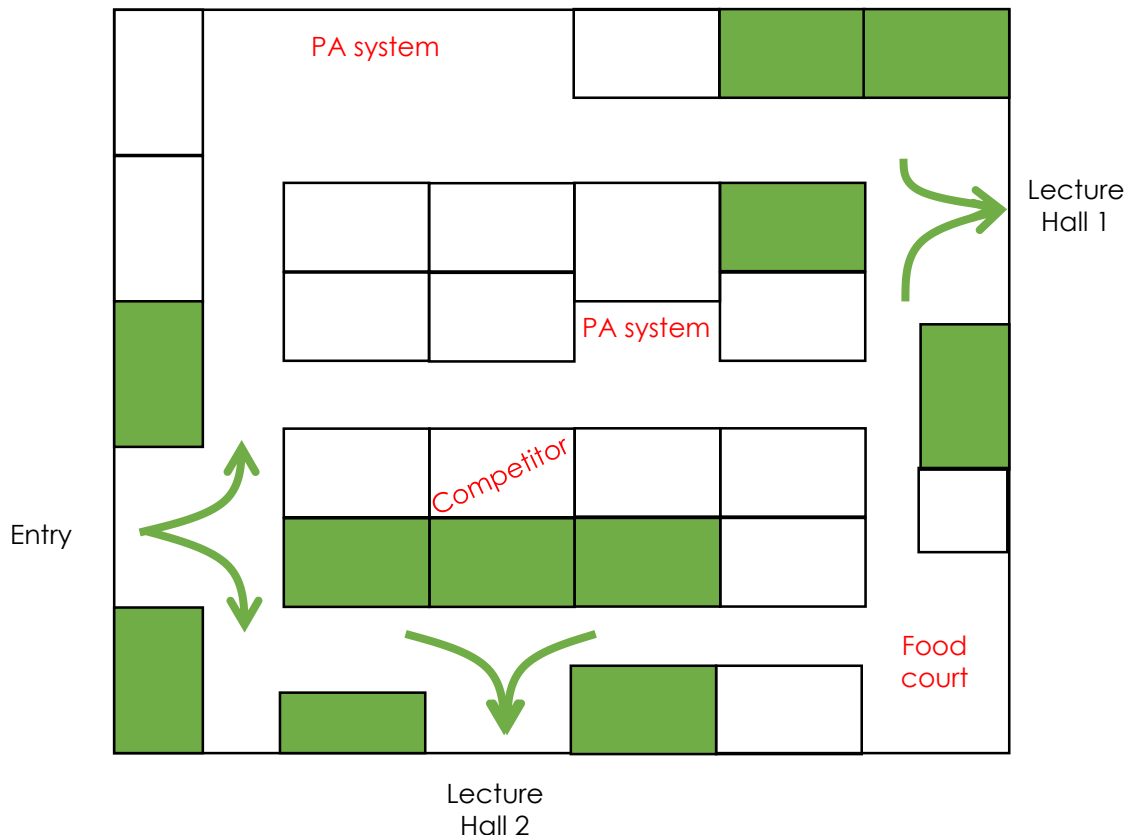 PA system
Lecture
Hall 1
PA system
Competitor
Entry
Food
court
Lecture
Hall 2